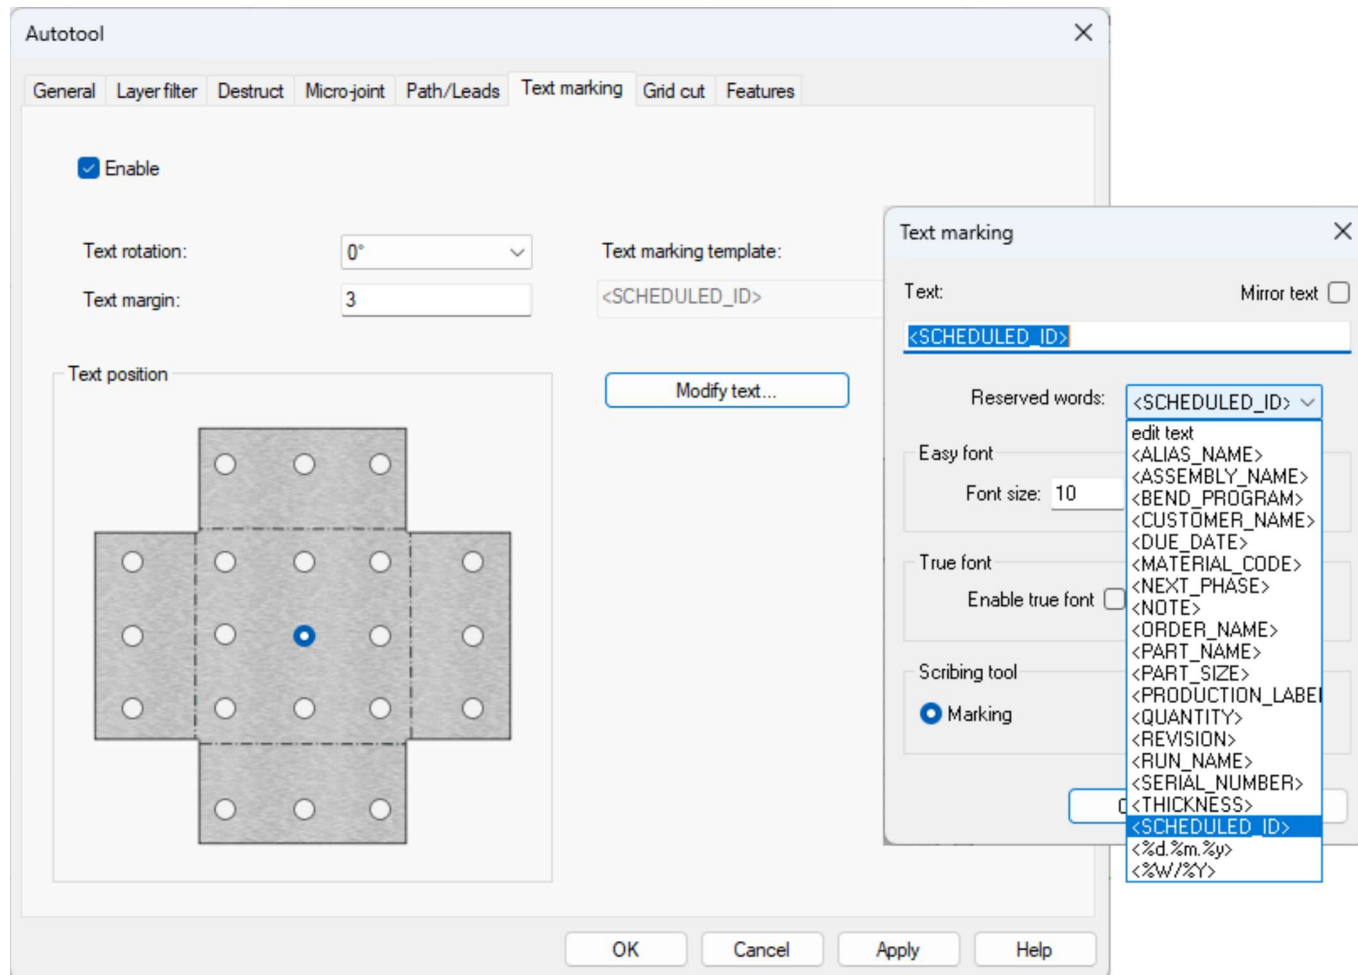 Autotool
General Layer filter Destruct Micro-joint Path/Leads Text marking Grid cut Features
Enable
Text rotation: 0°
Text margin: 3
Text marking template:
<SCHEDULED_ID>
Text position
Modify text...
OK Cancel Apply Help
Text marking
Text: Mirror text
<SCHEDULED_ID>
Reserved words: <SCHEDULED_ID>
edit text
<ALIAS_NAME>
<ASSEMBLY_NAME>
<BEND_PROGRAM>
<CUSTOMER_NAME>
<DUE_DATE>
<MATERIAL_CODE>
<NEXT_PHASE>
<NOTE>
<ORDER_NAME>
<PART_NAME>
<PART_SIZE>
<PRODUCTION_LABEL
<QUANTITY>
<REVISION>
<RUN_NAME>
<SERIAL_NUMBER>
<THICKNESS>
<SCHEDULED_ID>
<%d.%m.%y>
<%W/%Y>
Easy font
Font size: 10
True font
Enable true font
Scribing tool
Marking